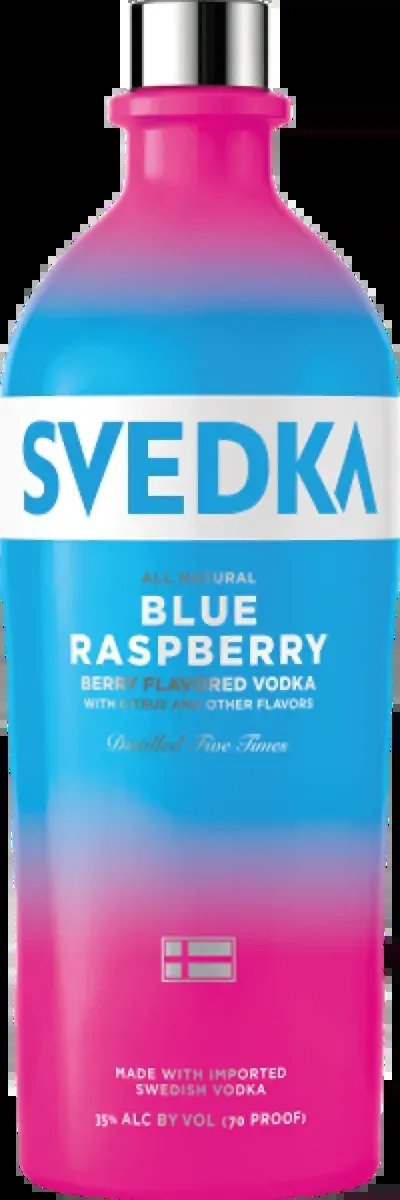 SVEDKA
ALL NATURAL
BLUE
RASPBERRY
BERRY FLAVORED VODKA
WITH CITRUS AND OTHER FLAVORS
Distilled Five Times
MADE WITH IMPORTED
SWEDISH VODKA
35% ALC BY VOL (70 PROOF)